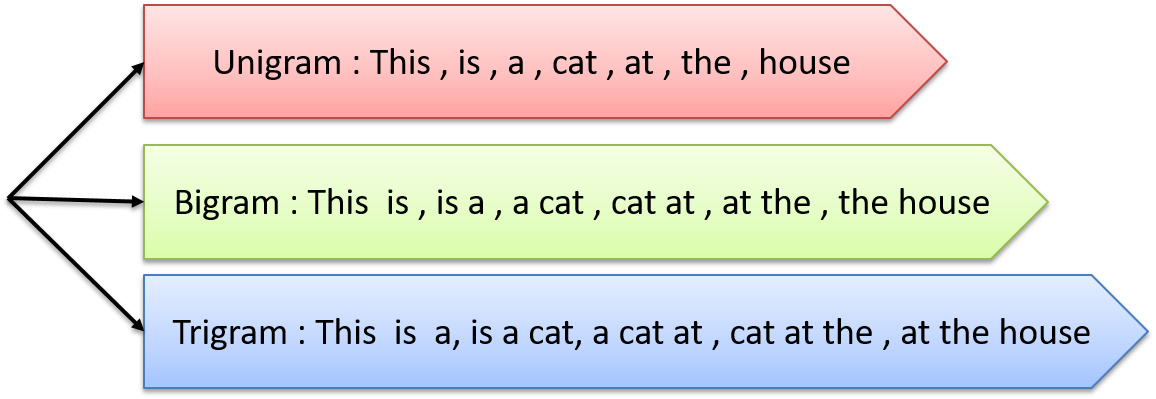 Unigram : This , is , a , cat , at , the , house
Bigram : This  is , is a , a cat , cat at , at the , the house
Trigram : This  is  a, is a cat, a cat at , cat at the , at the house